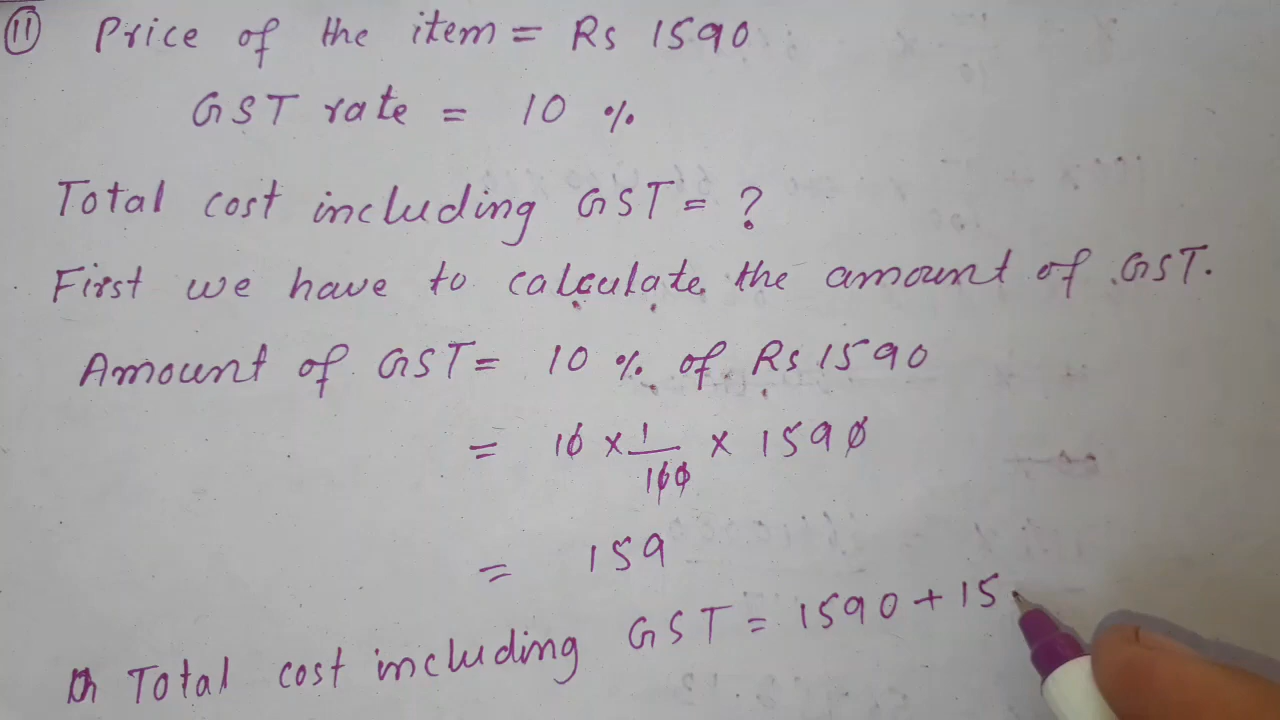 11 Price of the item = Rs 1590
GST rate = 10 %
Total cost including GST = ?
First we have to calculate the amount of GST.
Amount of GST = 10 % of Rs 1590
= 10 × 1/100 × 1590
= 159
Total cost including GST = 1590 + 15